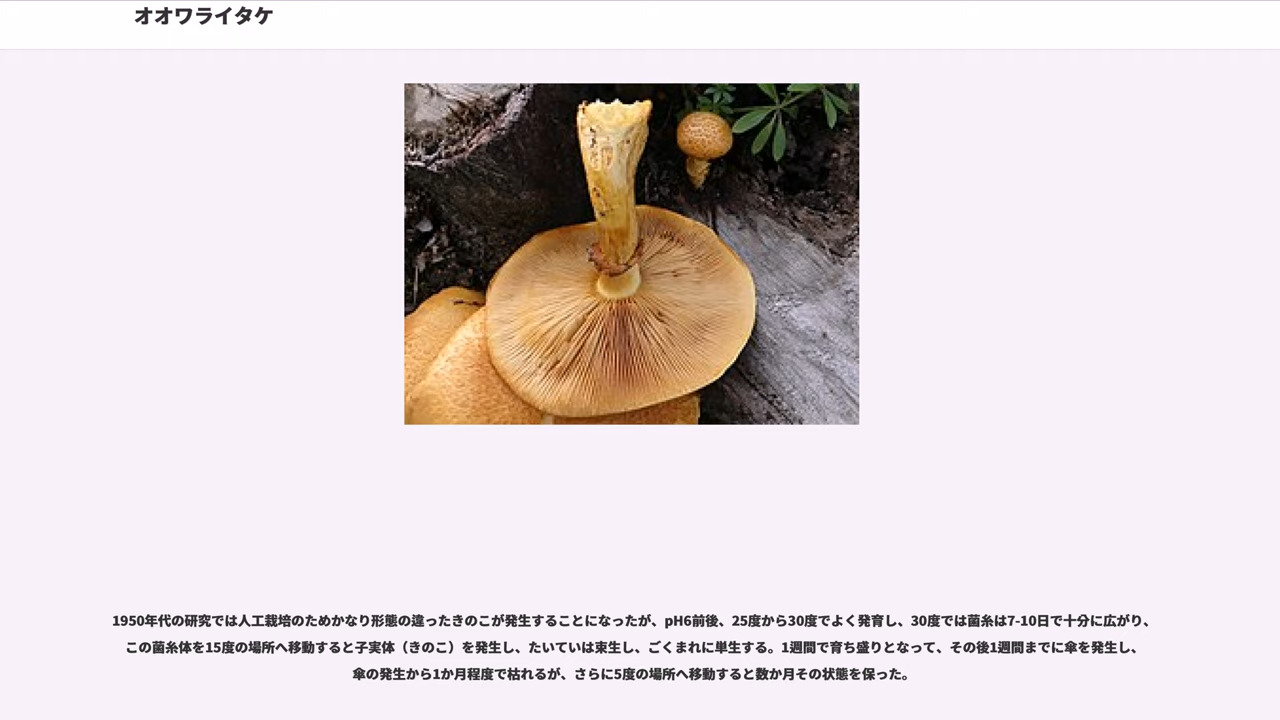 オオワライタケ
1950年代の研究では人工栽培のためかなり形態の違ったきのこが発生することになったが、pH6前後、25度から30度でよく発育し、30度では菌糸は7-10日で十分に広がり、
この菌糸体を15度の場所へ移動すると子実体（きのこ）を発生し、たいていは束生し、ごくまれに単生する。1週間で育ち盛りとなって、その後1週間までに傘を発生し、
傘の発生から1か月程度で枯れるが、さらに5度の場所へ移動すると数か月その状態を保った。